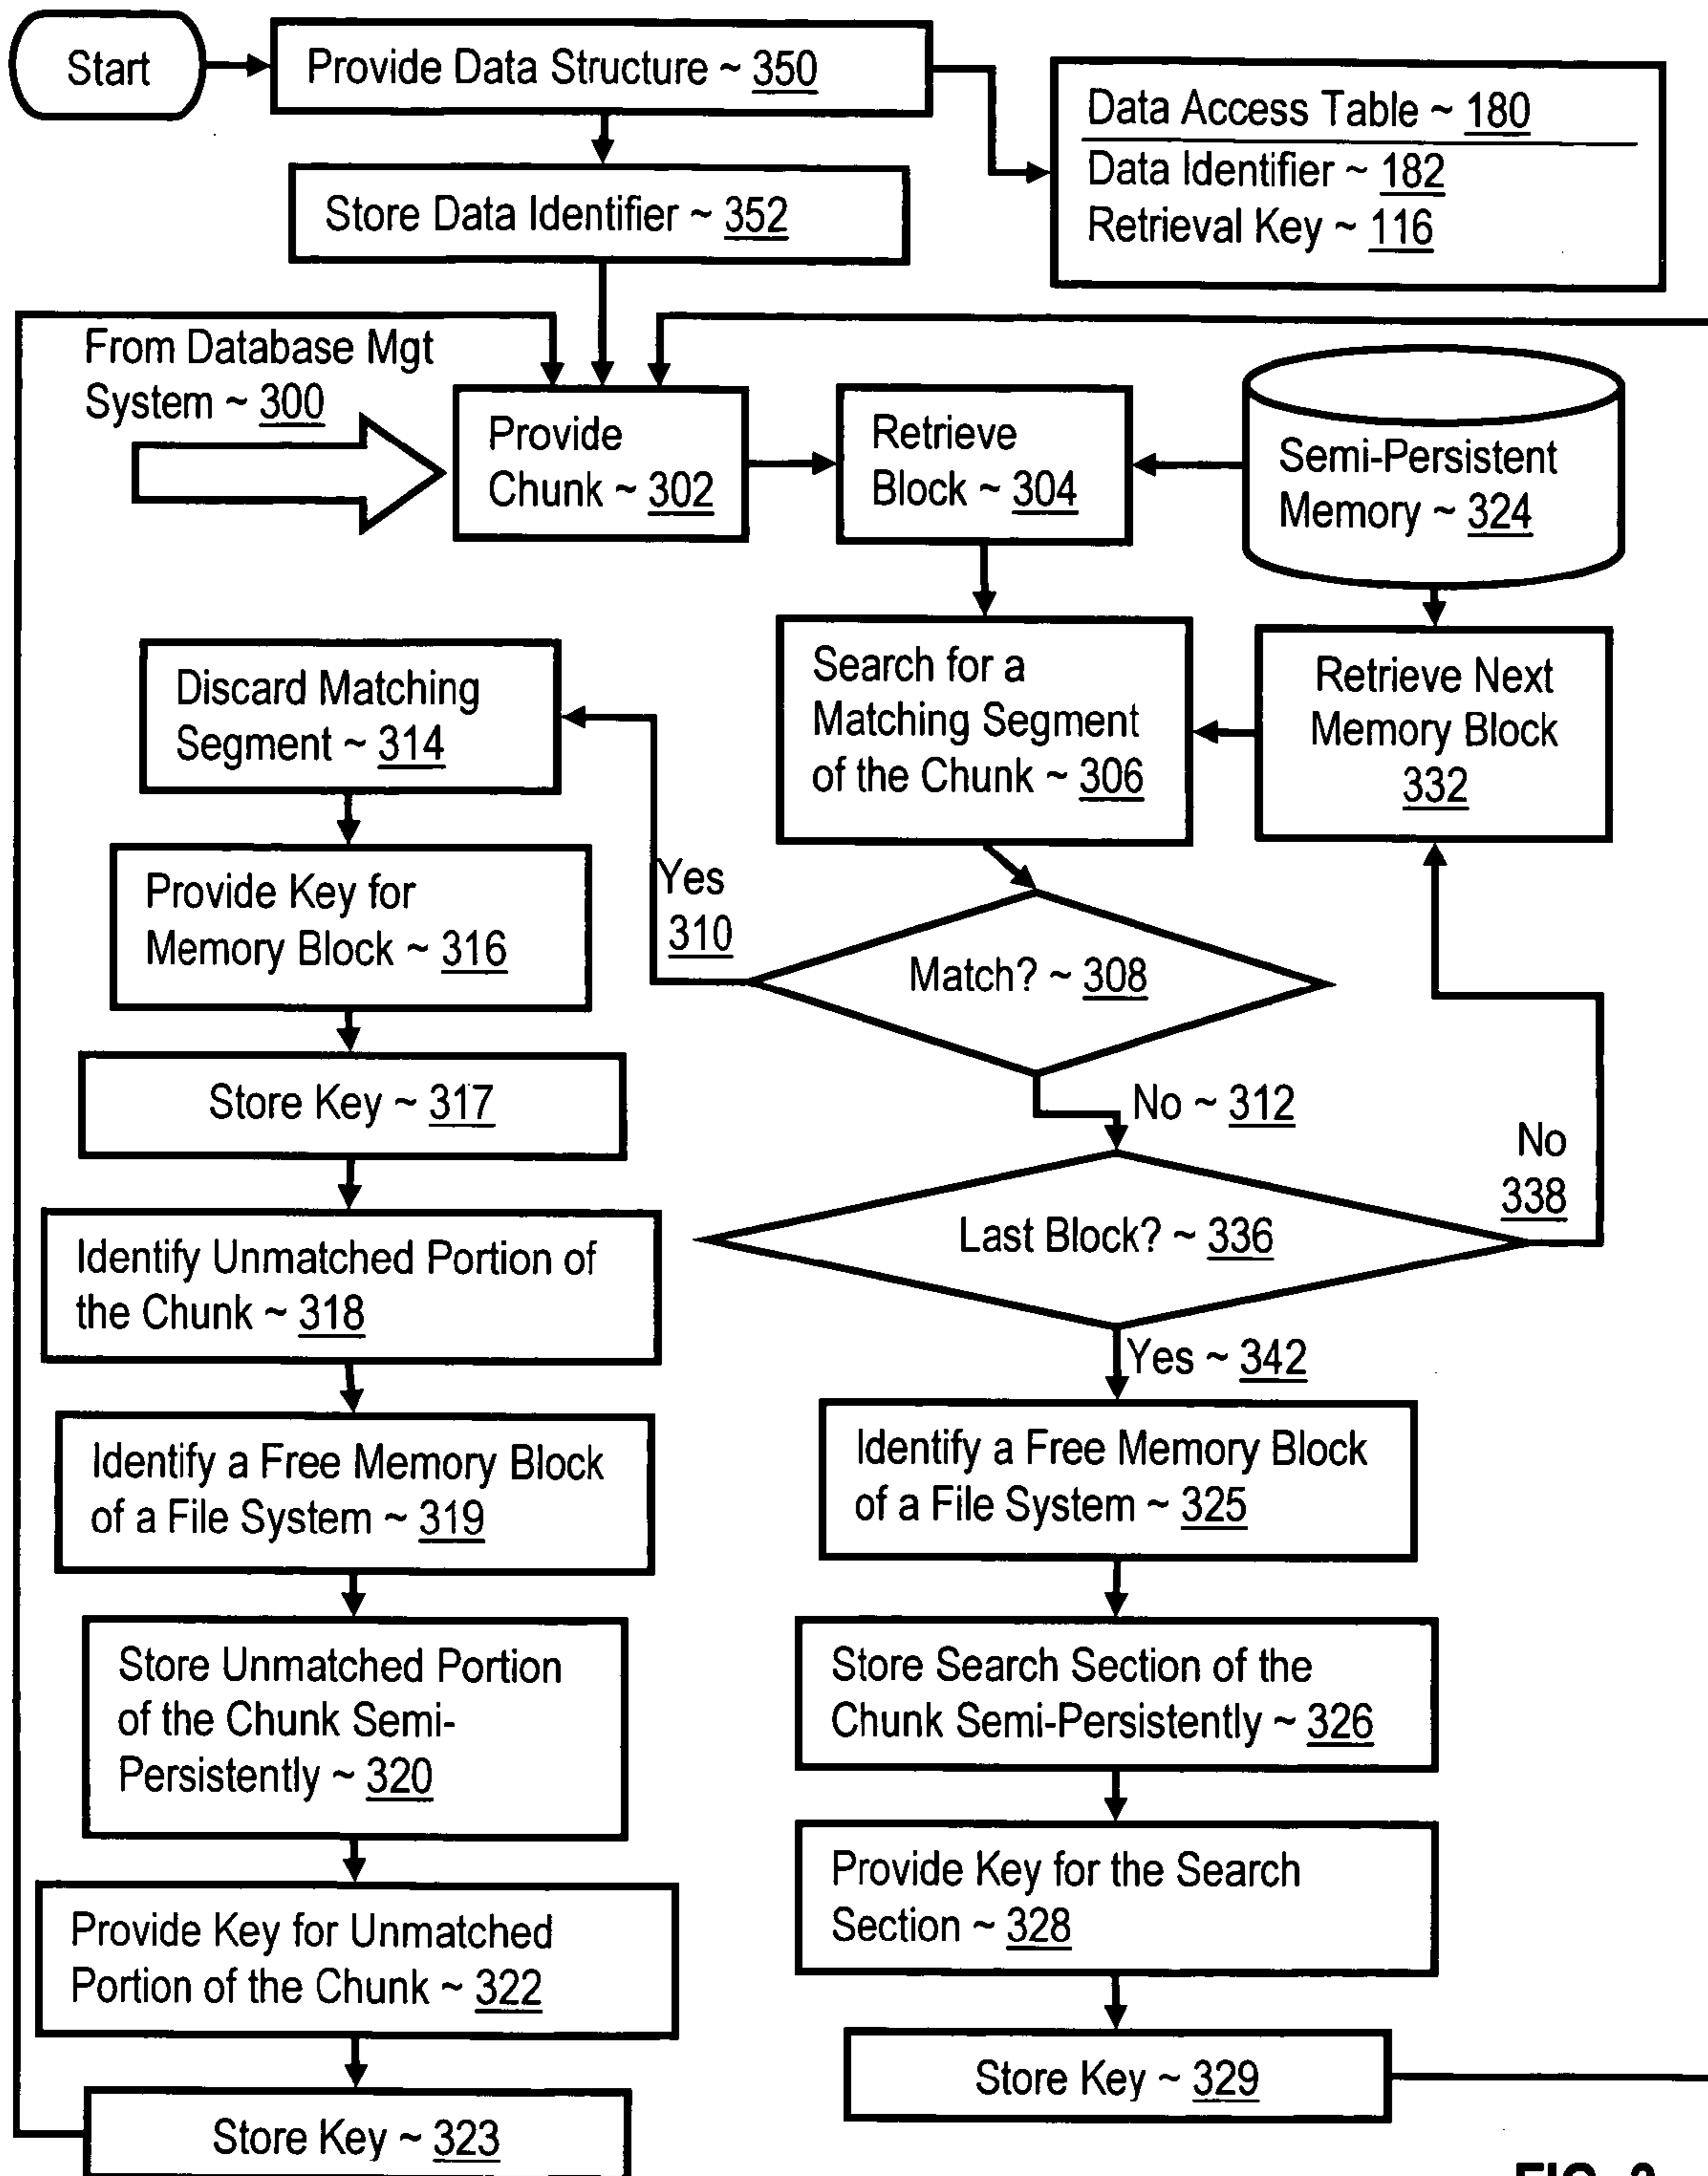 Start
Provide Data Structure ~ 350
Data Access Table ~ 180
Data Identifier ~ 182
Retrieval Key ~ 116
Store Data Identifier ~ 352
From Database Mgt
System ~ 300
Provide
Chunk ~ 302
Retrieve
Block ~ 304
Semi-Persistent
Memory ~ 324
Search for a
Matching Segment
of the Chunk ~ 306
Retrieve Next
Memory Block
332
Discard Matching
Segment ~ 314
Yes
310
Provide Key for
Memory Block ~ 316
Match? ~ 308
Store Key ~ 317
No ~ 312
No
338
Identify Unmatched Portion of
the Chunk ~ 318
Last Block? ~ 336
Yes ~ 342
Identify a Free Memory Block
of a File System ~ 319
Identify a Free Memory Block
of a File System ~ 325
Store Unmatched Portion
of the Chunk Semi-
Persistently ~ 320
Store Search Section of the
Chunk Semi-Persistently ~ 326
Provide Key for the Search
Section ~ 328
Provide Key for Unmatched
Portion of the Chunk ~ 322
Store Key ~ 329
Store Key ~ 323